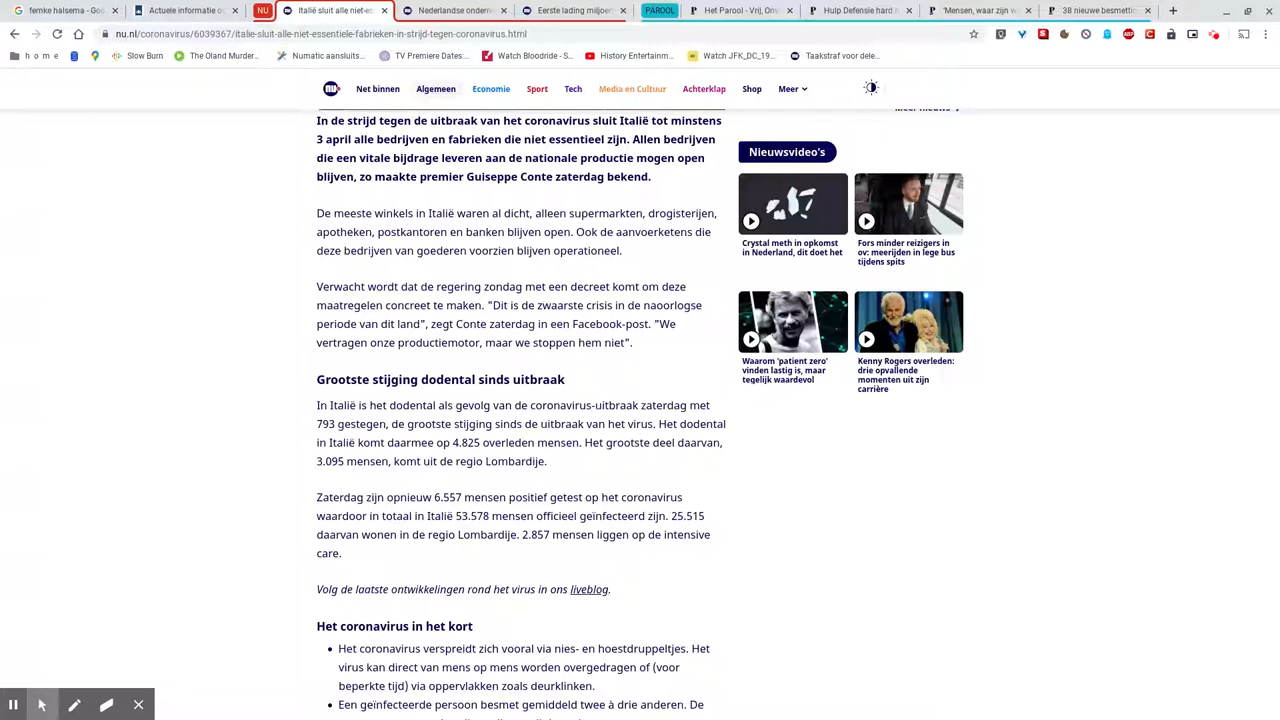 femke halsema - Goo
Actuele informatie ov
NU
Italië sluit alle niet-es
Nederlandse onderne
Eerste lading miljoen
PAROOL
Het Parool - Vrij, Onv
Hulp Defensie hard n
'Mensen, waar zijn w
38 nieuwe besmettin
nu.nl/coronavirus/6039367/italie-sluit-alle-niet-essentiele-fabrieken-in-strijd-tegen-coronavirus.html
h o m e
Slow Burn
The Oland Murder...
Numatic aansluits...
TV Premiere Dates:...
Watch Bloodride - S...
History Entertainm...
Watch JFK_DC_19...
Taakstraf voor dele...
NU
Net binnen
Algemeen
Economie
Sport
Tech
Media en Cultuur
Achterklap
Shop
Meer
In de strijd tegen de uitbraak van het coronavirus sluit Italië tot minstens
3 april alle bedrijven en fabrieken die niet essentieel zijn. Allen bedrijven
die een vitale bijdrage leveren aan de nationale productie mogen open
blijven, zo maakte premier Guiseppe Conte zaterdag bekend.
De meeste winkels in Italië waren al dicht, alleen supermarkten, drogisterijen,
apotheken, postkantoren en banken blijven open. Ook de aanvoerketens die
deze bedrijven van goederen voorzien blijven operationeel.
Verwacht wordt dat de regering zondag met een decreet komt om deze
maatregelen concreet te maken. "Dit is de zwaarste crisis in de naoorlogse
periode van dit land", zegt Conte zaterdag in een Facebook-post. "We
vertragen onze productiemotor, maar we stoppen hem niet".
Grootste stijging dodental sinds uitbraak
In Italië is het dodental als gevolg van de coronavirus-uitbraak zaterdag met
793 gestegen, de grootste stijging sinds de uitbraak van het virus. Het dodental
in Italië komt daarmee op 4.825 overleden mensen. Het grootste deel daarvan,
3.095 mensen, komt uit de regio Lombardije.
Zaterdag zijn opnieuw 6.557 mensen positief getest op het coronavirus
waardoor in totaal in Italië 53.578 mensen officieel geïnfecteerd zijn. 25.515
daarvan wonen in de regio Lombardije. 2.857 mensen liggen op de intensive
care.
Volg de laatste ontwikkelingen rond het virus in ons liveblog.
Het coronavirus in het kort
Het coronavirus verspreidt zich vooral via nies- en hoestdruppeltjes. Het
virus kan direct van mens op mens worden overgedragen of (voor
beperkte tijd) via oppervlakken zoals deurklinken.
Een geïnfecteerde persoon besmet gemiddeld twee à drie anderen. De
Meer nieuws
Nieuwsvideo's
Crystal meth in opkomst
in Nederland, dit doet het
Fors minder reizigers in
ov: meerijden in lege bus
tijdens spits
Waarom 'patient zero'
vinden lastig is, maar
tegelijk waardevol
Kenny Rogers overleden:
drie opvallende
momenten uit zijn
carrière